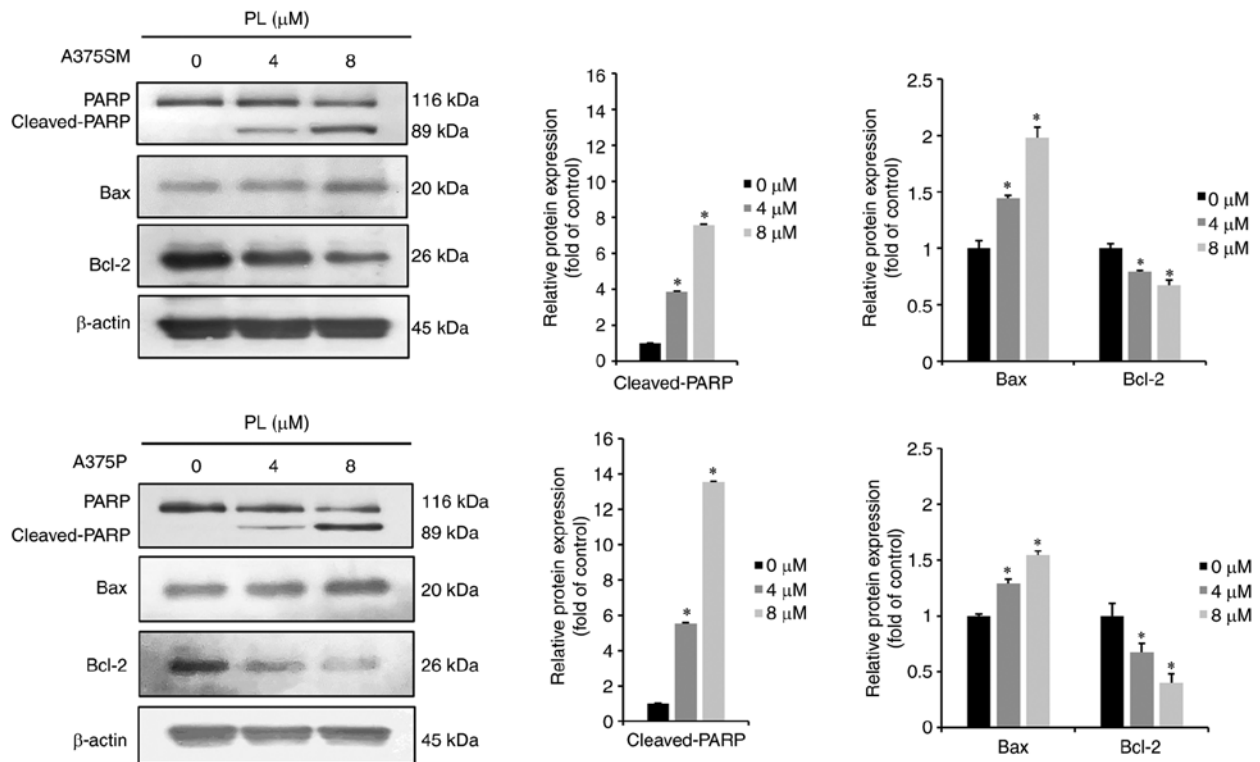 PL (μM)
A375SM
0 4 8
PARP 116 kDa
Cleaved-PARP 89 kDa
Bax 20 kDa
Bcl-2 26 kDa
β-actin 45 kDa
Relative protein expression
(fold of control)
16
14
12
10
8
6
4
2
0
* *
Cleaved-PARP
0 μM
4 μM
8 μM
Relative protein expression
(fold of control)
2.5
2
1.5
1
0.5
0
* * * *
Bax Bcl-2
0 μM
4 μM
8 μM
PL (μM)
A375P
0 4 8
PARP 116 kDa
Cleaved-PARP 89 kDa
Bax 20 kDa
Bcl-2 26 kDa
β-actin 45 kDa
Relative protein expression
(fold of control)
16
14
12
10
8
6
4
2
0
* *
Cleaved-PARP
0 μM
4 μM
8 μM
Relative protein expression
(fold of control)
2.5
2
1.5
1
0.5
0
* * * *
Bax Bcl-2
0 μM
4 μM
8 μM